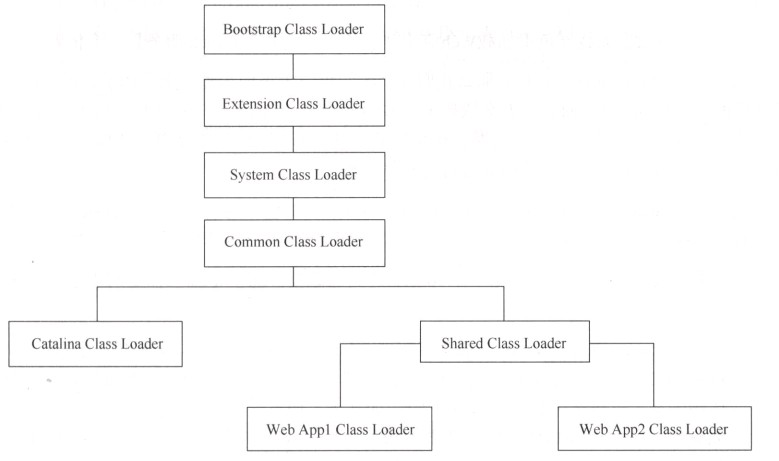 Bootstrap Class Loader
Extension Class Loader
System Class Loader
Common Class Loader
Catalina Class Loader
Shared Class Loader
Web App1 Class Loader
Web App2 Class Loader